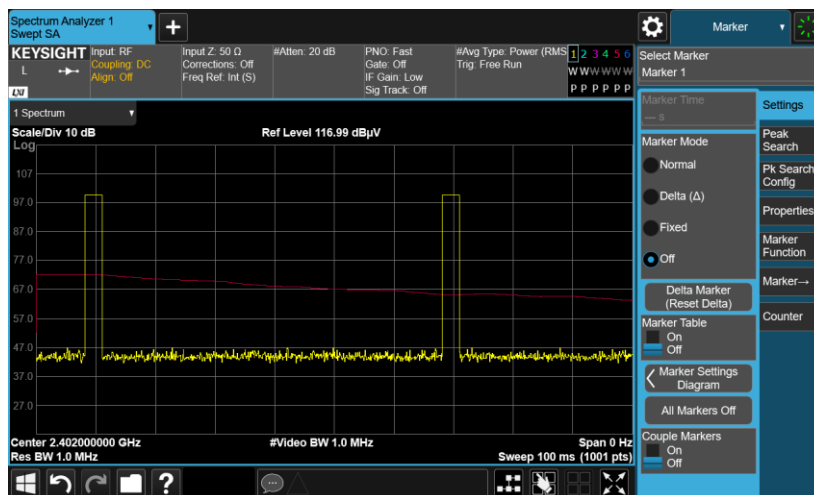 Spectrum Analyzer 1
Swept SA
+
Marker
KEYSIGHT
L
LXI
Input: RF
Coupling: DC
Align: Off
Input Z: 50 Ω
Corrections: Off
Freq Ref: Int (S)
#Atten: 20 dB
PNO: Fast
Gate: Off
IF Gain: Low
Sig Track: Off
#Avg Type: Power (RMS
Trig: Free Run
1 2 3 4 5 6
W W W W W W
P P P P P P
Select Marker
Marker 1
1 Spectrum
Scale/Div 10 dB
Ref Level 116.99 dBµV
Log
107
97.0
87.0
77.0
67.0
57.0
47.0
37.0
27.0
Center 2.402000000 GHz
#Video BW 1.0 MHz
Span 0 Hz
Res BW 1.0 MHz
Sweep 100 ms (1001 pts)
Marker Time
--- s
Marker Mode
Normal
Delta (Δ)
Fixed
Off
Delta Marker
(Reset Delta)
Marker Table
On
Off
Marker Settings
Diagram
All Markers Off
Couple Markers
On
Off
Settings
Peak
Search
Pk Search
Config
Properties
Marker
Function
Marker→
Counter
?